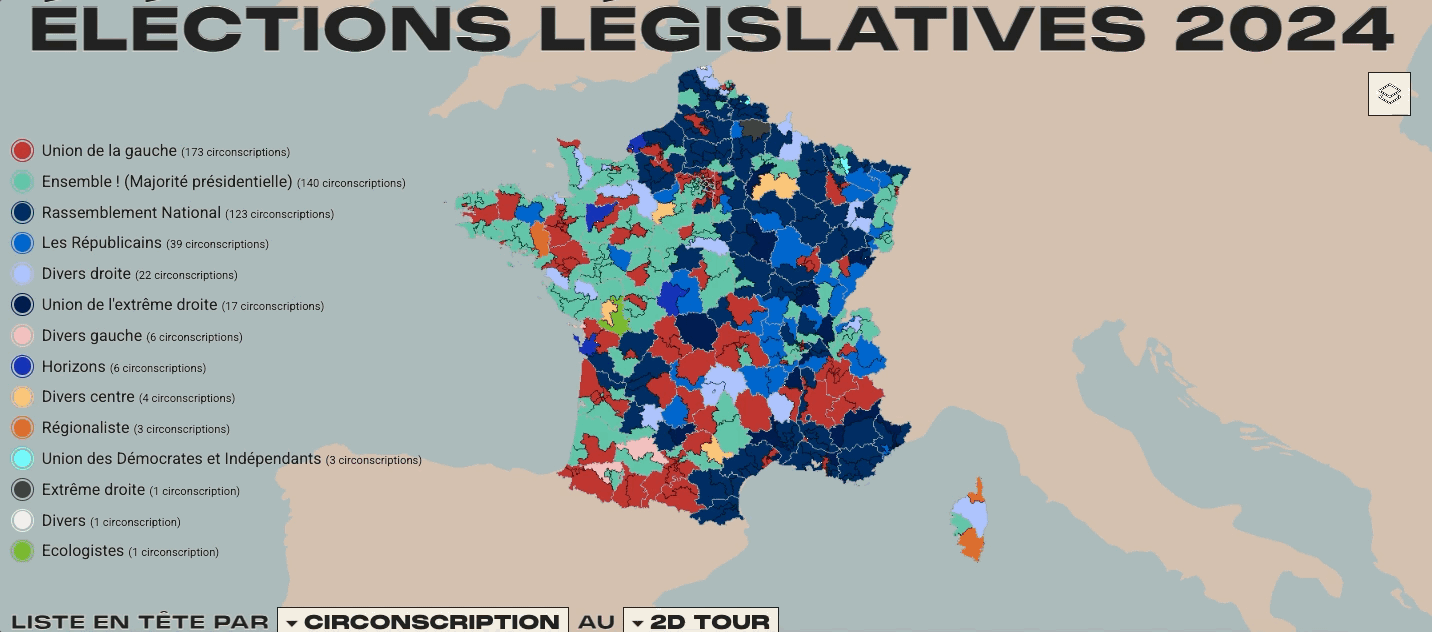 ÉLECTIONS LÉGISLATIVES 2024
Union de la gauche (173 circonscriptions)
Ensemble ! (Majorité présidentielle) (140 circonscriptions)
Rassemblement National (123 circonscriptions)
Les Républicains (39 circonscriptions)
Divers droite (22 circonscriptions)
Union de l'extrême droite (17 circonscriptions)
Divers gauche (6 circonscriptions)
Horizons (6 circonscriptions)
Divers centre (4 circonscriptions)
Régionaliste (3 circonscriptions)
Union des Démocrates et Indépendants (3 circonscriptions)
Extrême droite (1 circonscription)
Divers (1 circonscription)
Ecologistes (1 circonscription)
LISTE EN TÊTE PAR CIRCONSCRIPTION AU 2D TOUR